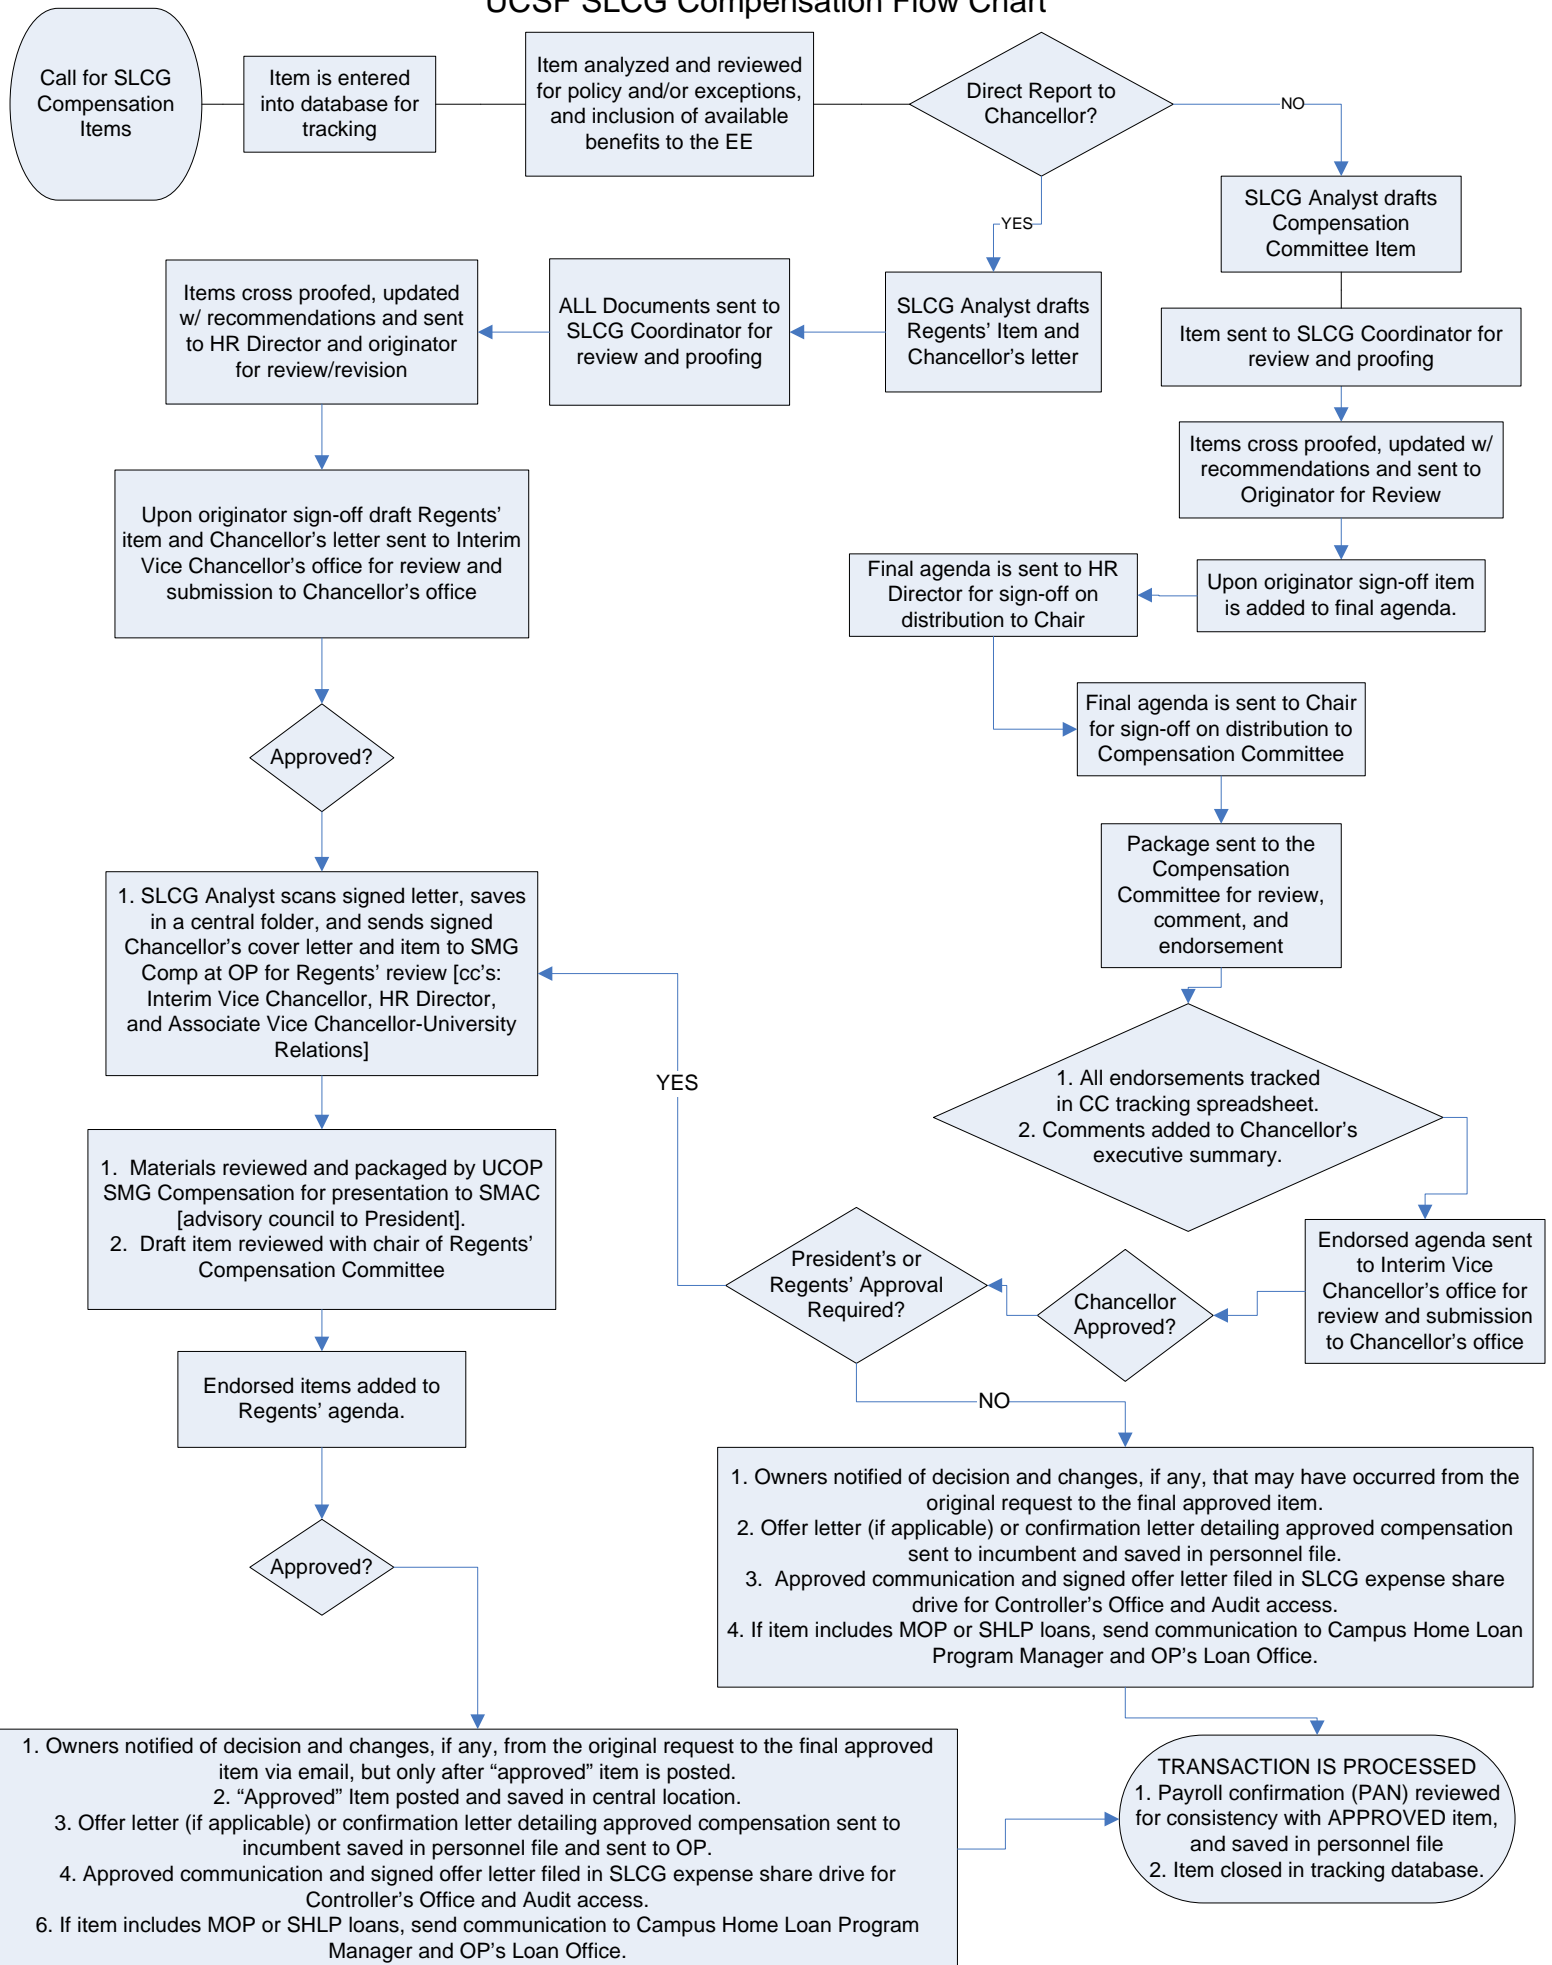 UCSF SLCG Compensation Flow Chart
Call for SLCG
Compensation
Items
Item is entered
into database for
tracking
Item analyzed and reviewed
for policy and/or exceptions,
and inclusion of available
benefits to the EE
Direct Report to
Chancellor?
NO
YES
SLCG Analyst drafts
Compensation
Committee Item
Items cross proofed, updated
w/ recommendations and sent
to HR Director and originator
for review/revision
ALL Documents sent to
SLCG Coordinator for
review and proofing
SLCG Analyst drafts
Regents’ Item and
Chancellor’s letter
Item sent to SLCG Coordinator for
review and proofing
Items cross proofed, updated w/
recommendations and sent to
Originator for Review
Upon originator sign-off draft Regents’
item and Chancellor’s letter sent to Interim
Vice Chancellor’s office for review and
submission to Chancellor’s office
Final agenda is sent to HR
Director for sign-off on
distribution to Chair
Upon originator sign-off item
is added to final agenda.
Final agenda is sent to Chair
for sign-off on distribution to
Compensation Committee
Approved?
Package sent to the
Compensation
Committee for review,
comment, and
endorsement
1. SLCG Analyst scans signed letter, saves
in a central folder, and sends signed
Chancellor’s cover letter and item to SMG
Comp at OP for Regents’ review [cc’s:
Interim Vice Chancellor, HR Director,
and Associate Vice Chancellor-University
Relations]
YES
1. All endorsements tracked
in CC tracking spreadsheet.
2. Comments added to Chancellor’s
executive summary.
1. Materials reviewed and packaged by UCOP
SMG Compensation for presentation to SMAC
[advisory council to President].
2. Draft item reviewed with chair of Regents’
Compensation Committee
President’s or
Regents’ Approval
Required?
Chancellor
Approved?
Endorsed agenda sent
to Interim Vice
Chancellor’s office for
review and submission
to Chancellor’s office
Endorsed items added to
Regents’ agenda.
NO
1. Owners notified of decision and changes, if any, that may have occurred from the
original request to the final approved item.
2. Offer letter (if applicable) or confirmation letter detailing approved compensation
sent to incumbent and saved in personnel file.
3. Approved communication and signed offer letter filed in SLCG expense share
drive for Controller’s Office and Audit access.
4. If item includes MOP or SHLP loans, send communication to Campus Home Loan
Program Manager and OP’s Loan Office.
Approved?
1. Owners notified of decision and changes, if any, from the original request to the final approved
item via email, but only after “approved” item is posted.
2. “Approved” Item posted and saved in central location.
3. Offer letter (if applicable) or confirmation letter detailing approved compensation sent to
incumbent saved in personnel file and sent to OP.
4. Approved communication and signed offer letter filed in SLCG expense share drive for
Controller’s Office and Audit access.
6. If item includes MOP or SHLP loans, send communication to Campus Home Loan Program
Manager and OP’s Loan Office.
TRANSACTION IS PROCESSED
1. Payroll confirmation (PAN) reviewed
for consistency with APPROVED item,
and saved in personnel file
2. Item closed in tracking database.